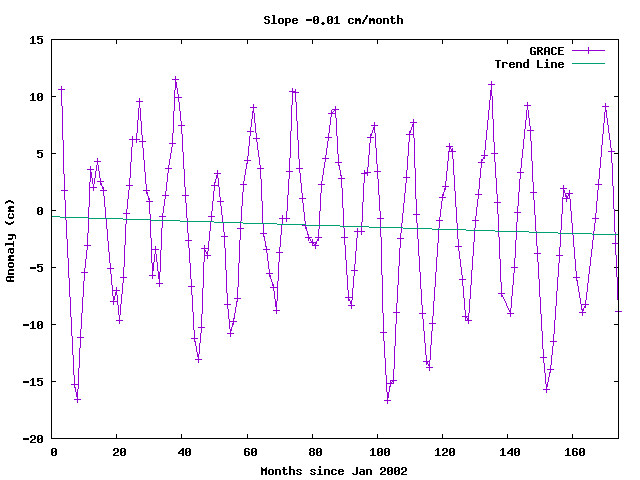 Slope -0.01 cm/month
GRACE
Trend Line
15
10
5
0
-5
-10
-15
-20
Anomaly (cm)
0 20 40 60 80 100 120 140 160
Months since Jan 2002